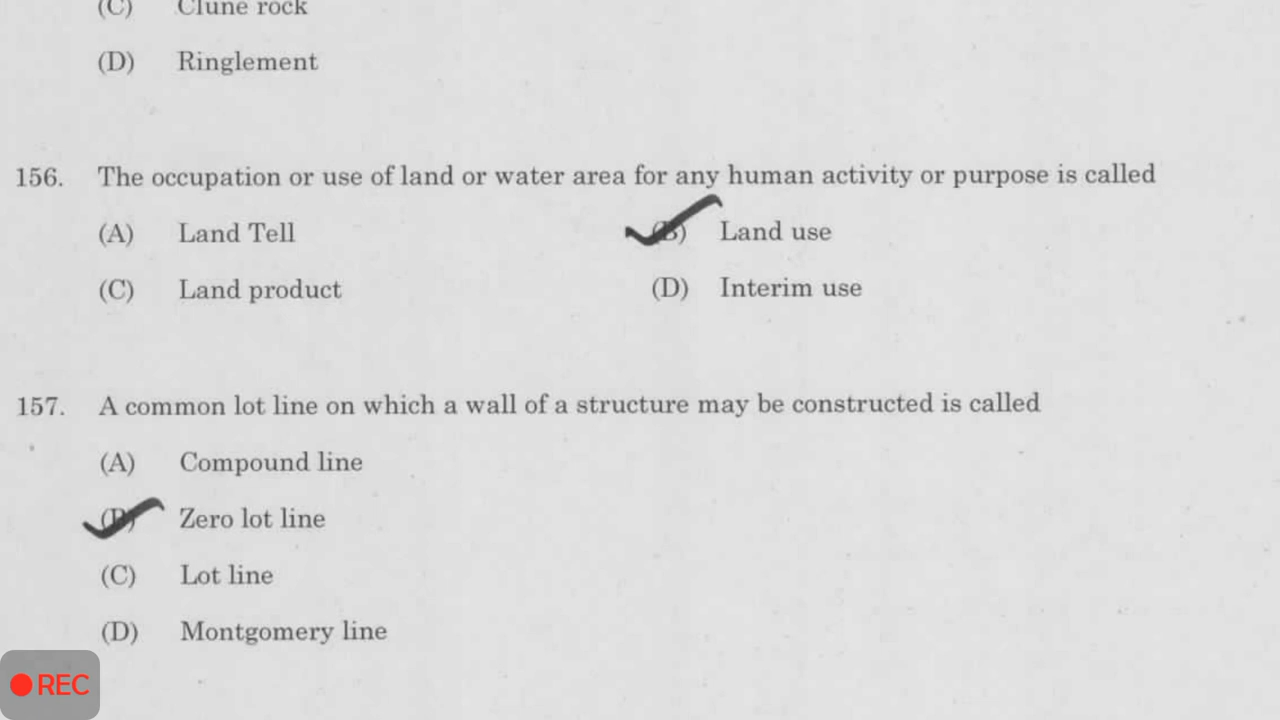 (C) Clune rock
(D) Ringlement
156. The occupation or use of land or water area for any human activity or purpose is called
(A) Land Tell (B) Land use
(C) Land product (D) Interim use
157. A common lot line on which a wall of a structure may be constructed is called
(A) Compound line
(B) Zero lot line
(C) Lot line
(D) Montgomery line
REC